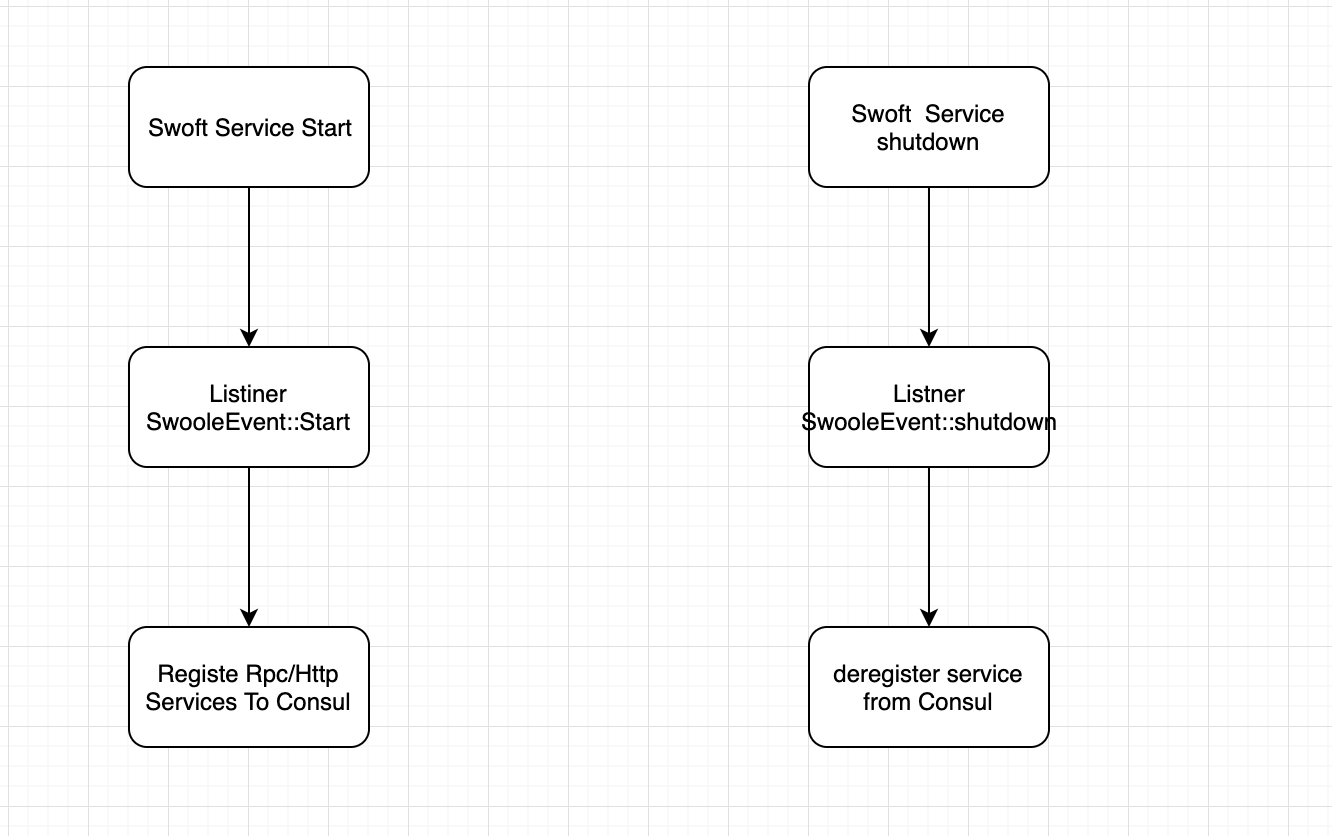 Swoft Service Start
Listiner
SwooleEvent::Start
Registe Rpc/Http
Services To Consul
Swoft  Service
shutdown
Listner
SwooleEvent::shutdown
deregister service
from Consul